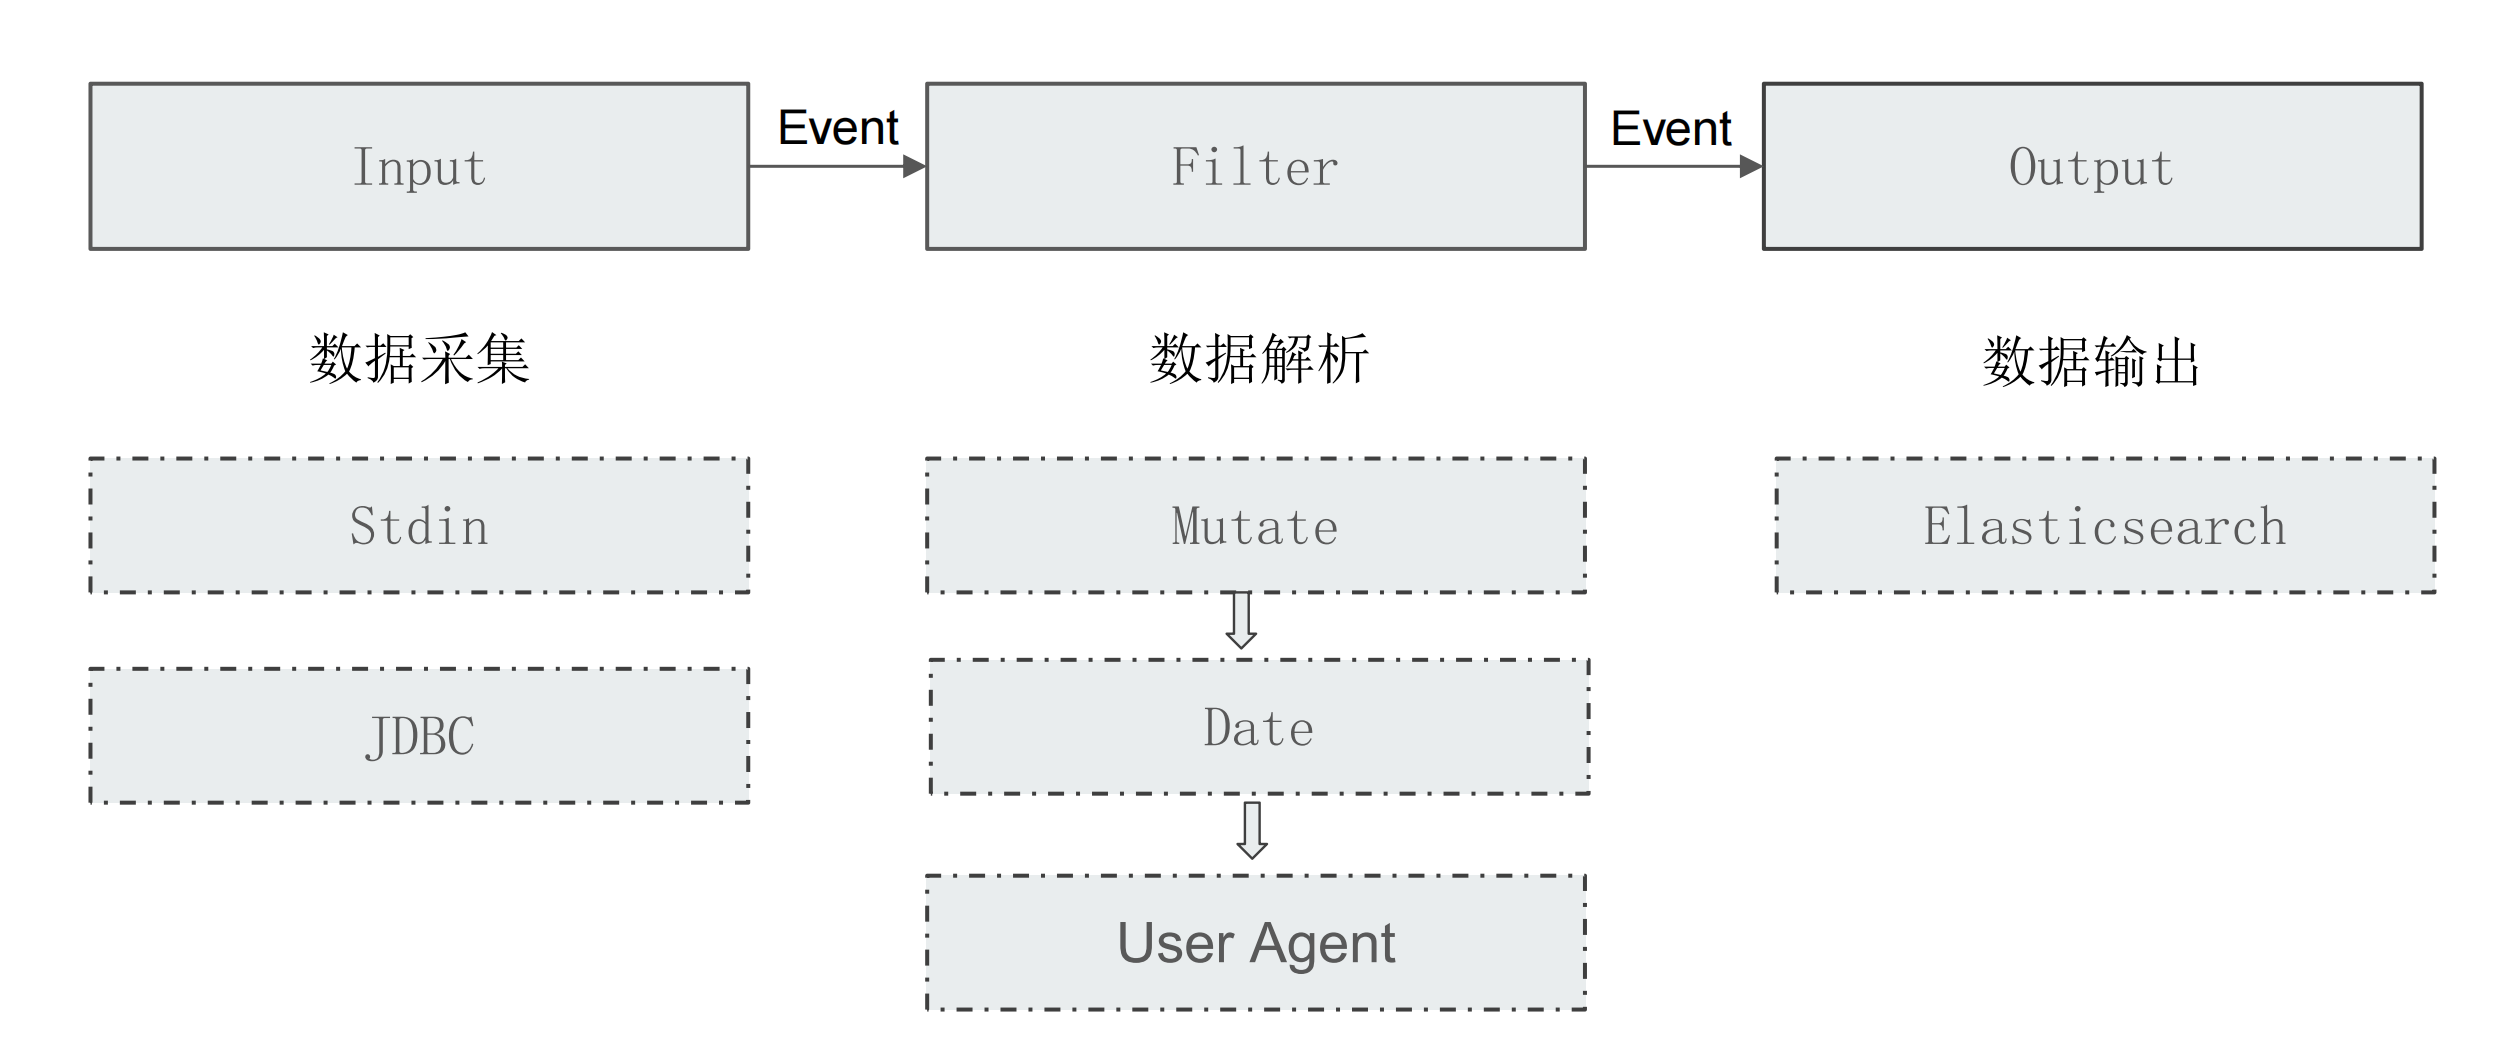 Input
Event
Filter
Event
Output
数据采集
数据解析
数据输出
Stdin
Mutate
Elasticsearch
JDBC
Date
User Agent